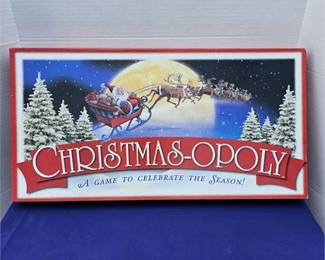 CHRISTMAS-OPOLY
A GAME TO CELEBRATE THE SEASON!